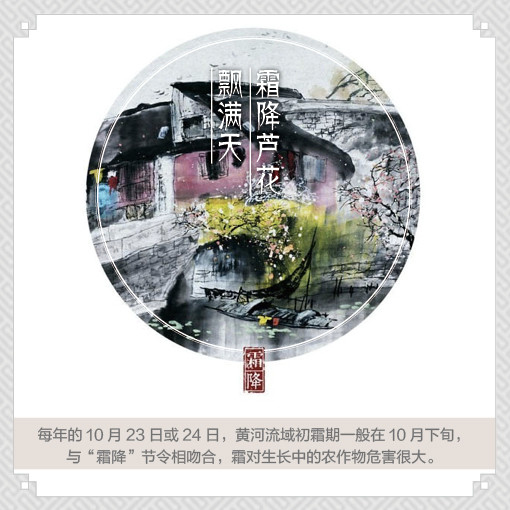 霜降芦花
飘满天
霜降
每年的10月23日或24日，黄河流域初霜期一般在10月下旬，
与“霜降”节令相吻合，霜对生长中的农作物危害很大。